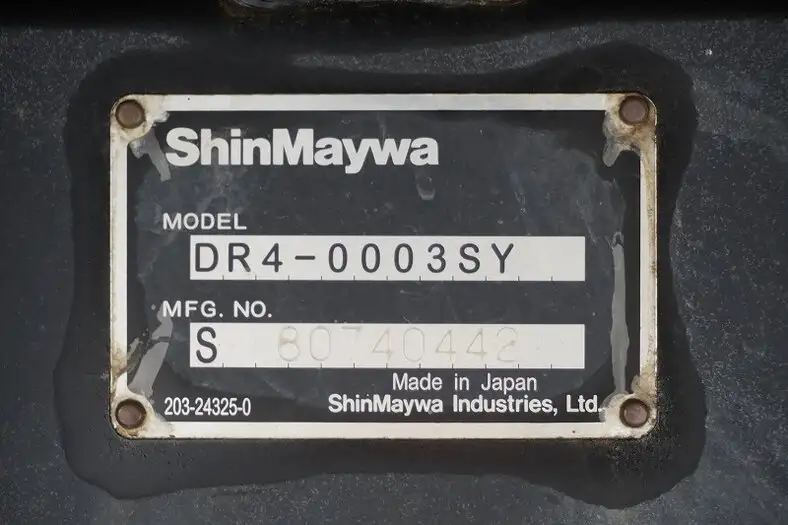 ShinMaywa
MODEL
DR4-0003SY
MFG. NO.
S 80740442
Made in Japan
203-24325-0 ShinMaywa Industries, Ltd.